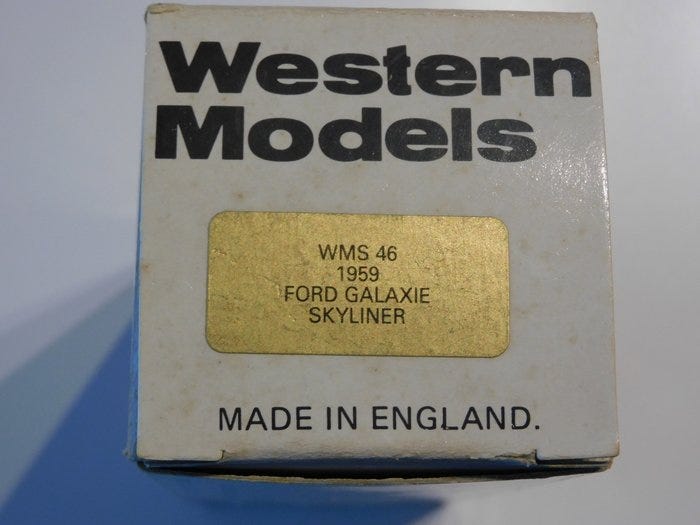 Western
Models
WMS 46
1959
FORD GALAXIE
SKYLINER
MADE IN ENGLAND.